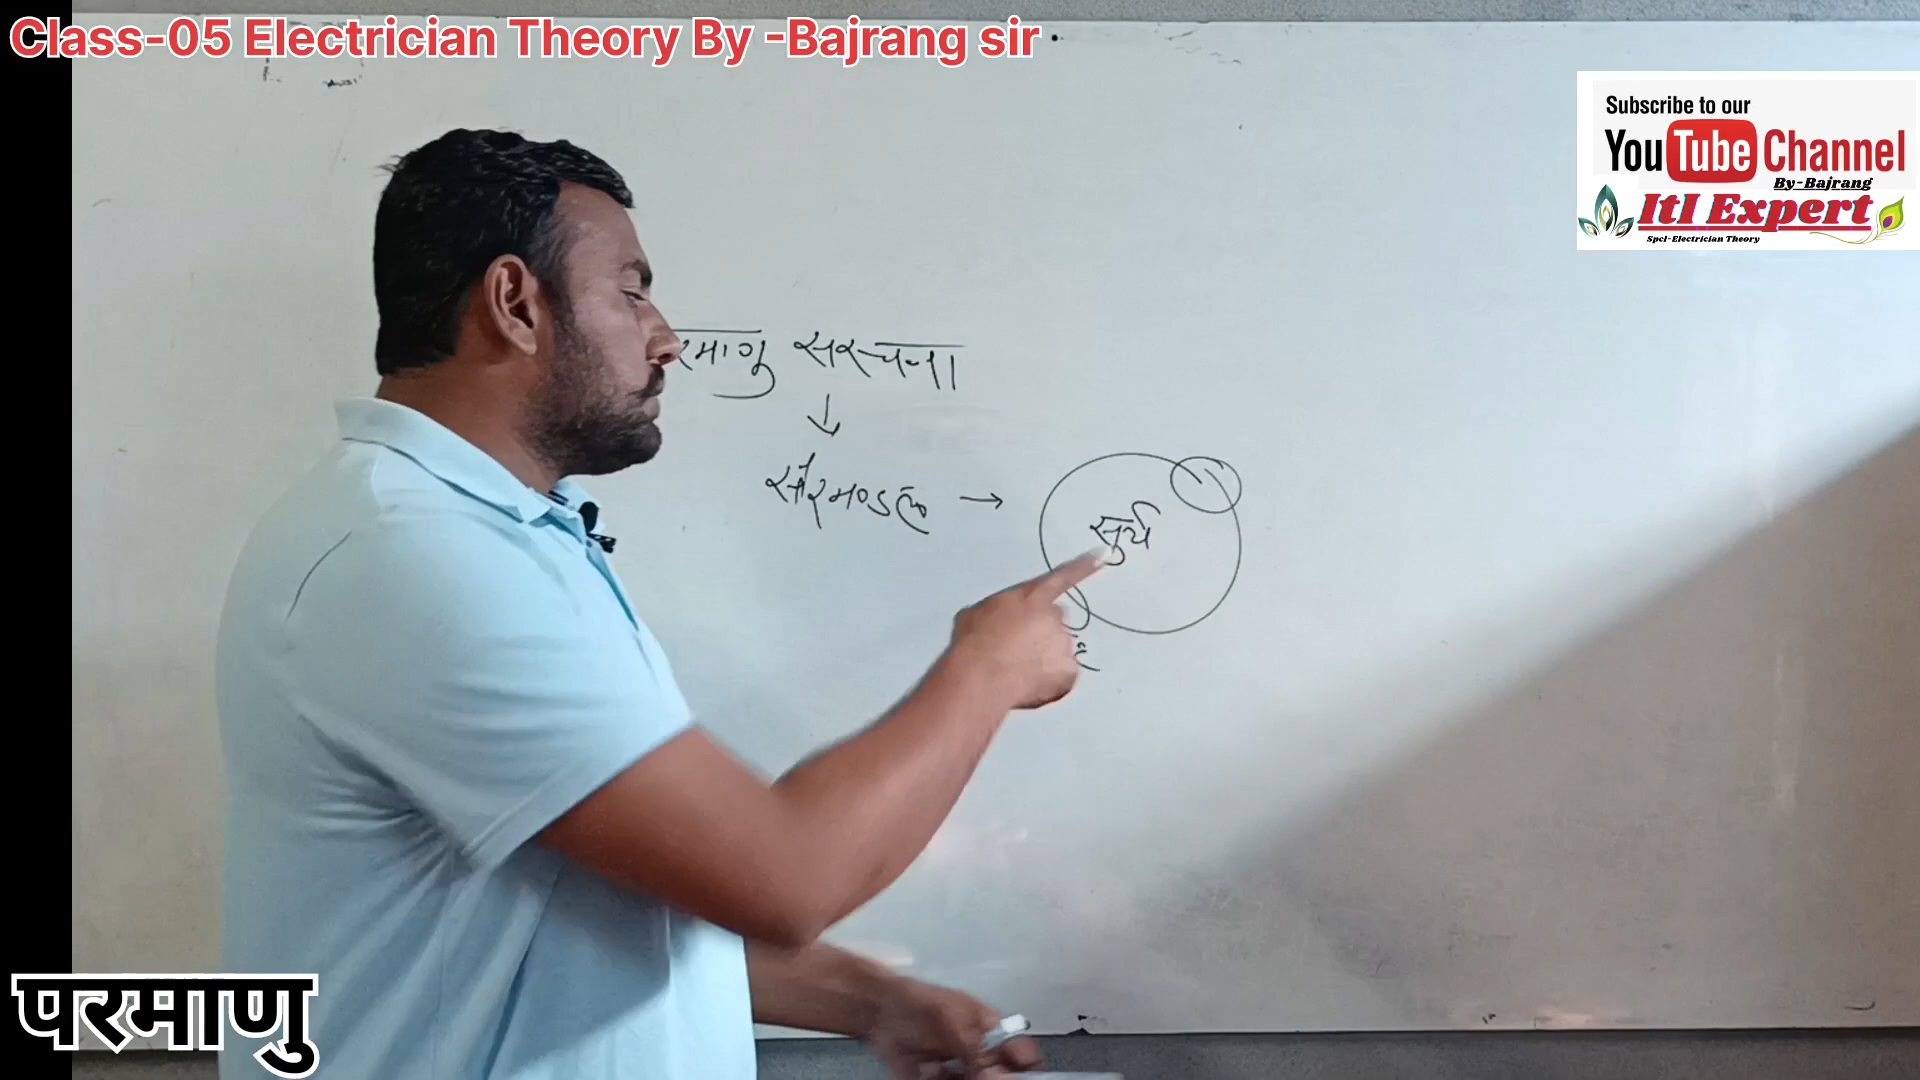 Class-05 Electrician Theory By -Bajrang sir
Subscribe to our
YouTube Channel
By-Bajrang
ItI Expert
Spcl-Electrician Theory
रमाणु सरचना
↓
सौरमण्डल →
सुर्य
परमाणु